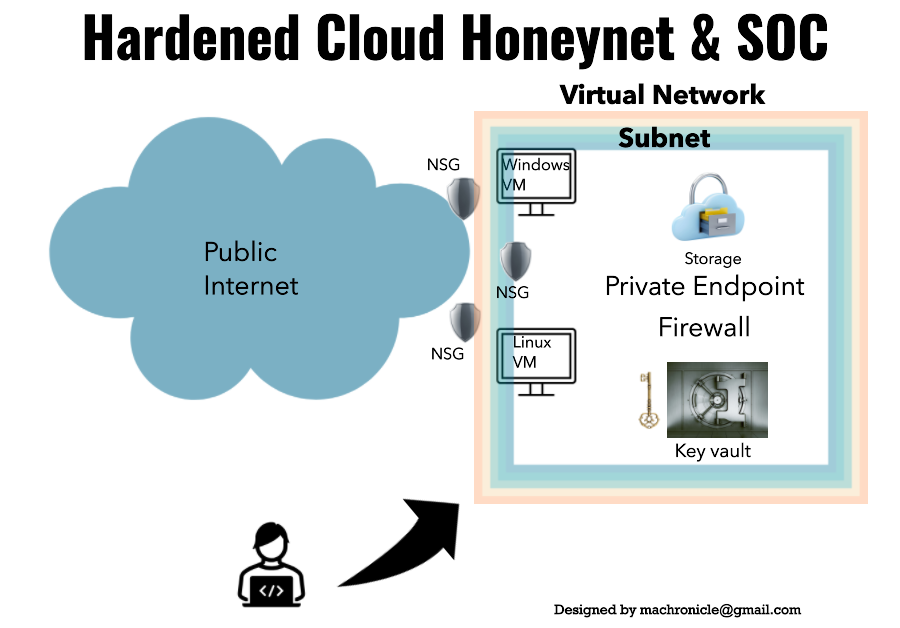 Hardened Cloud Honeynet & SOC
Virtual Network
Subnet
NSG
Windows
VM
Public
Internet
Storage
NSG
Private Endpoint
Firewall
NSG
Linux
VM
</>
Key vault
Designed by machronicle@gmail.com